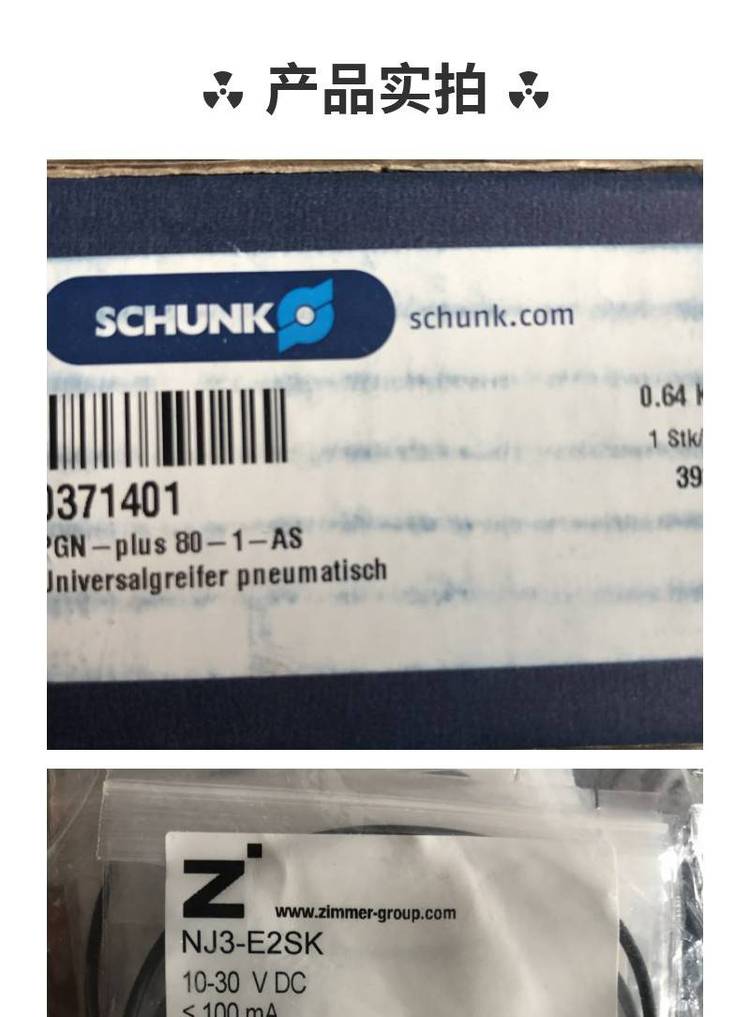 产品实拍
SCHUNK
schunk.com
0.64
1 Stk/
39
0371401
PGN-plus 80-1-AS
Universalgreifer pneumatisch
Z
www.zimmer-group.com
NJ3-E2SK
10-30 V DC
≤ 100 mA